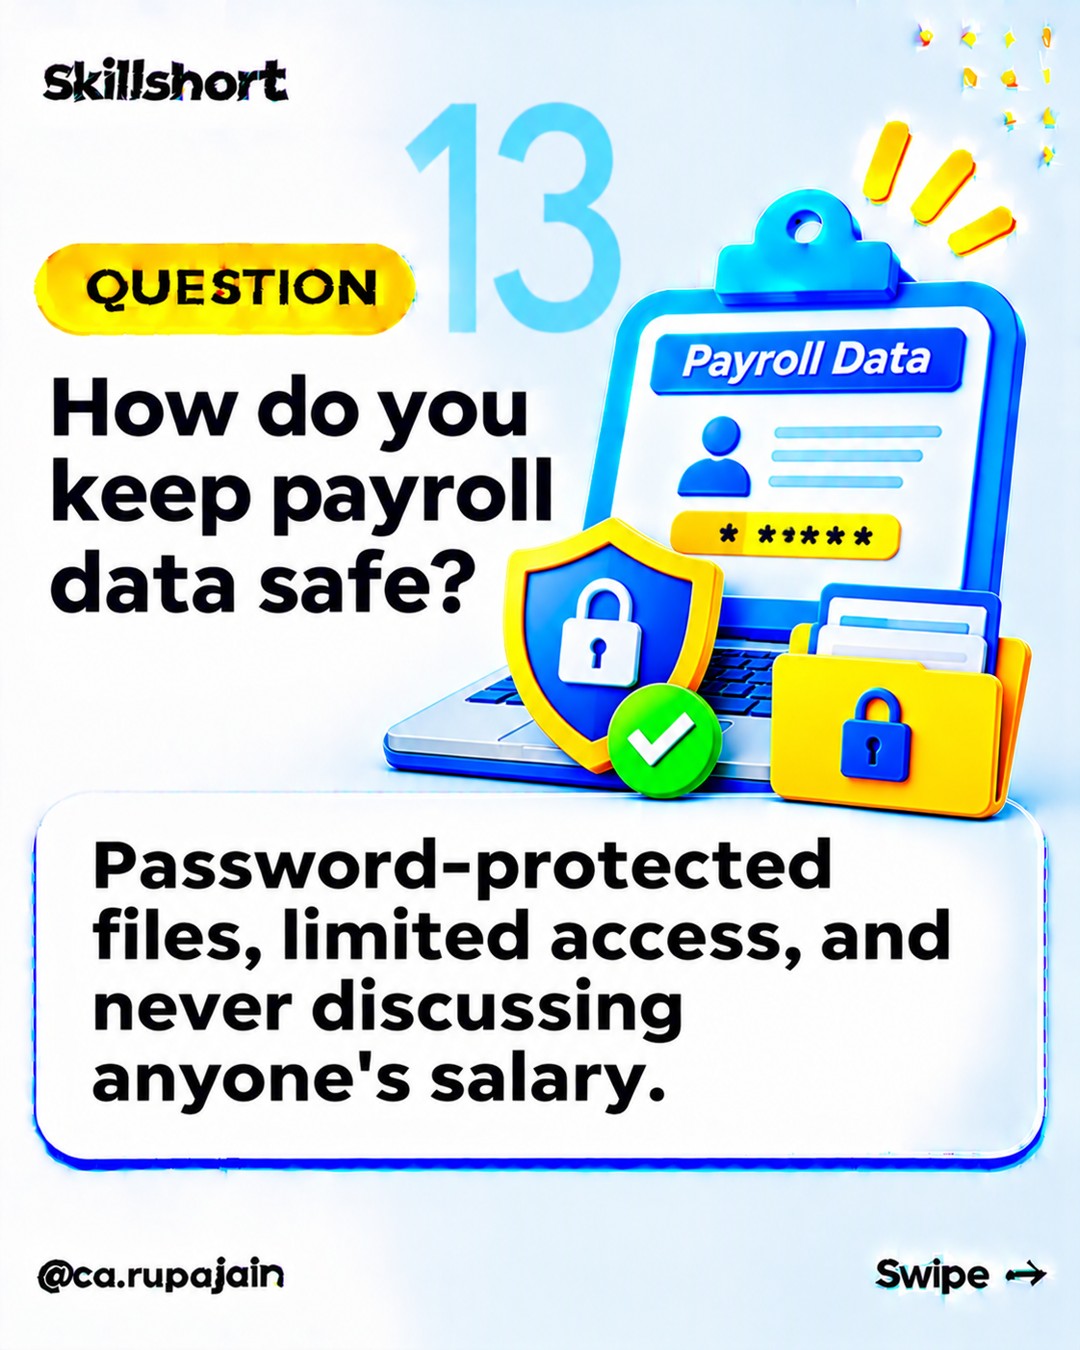 Skillshort
13
QUESTION
How do you
keep payroll
data safe?
Payroll Data
* *****
Password-protected
files, limited access, and
never discussing
anyone's salary.
@ca.rupajain
Swipe →